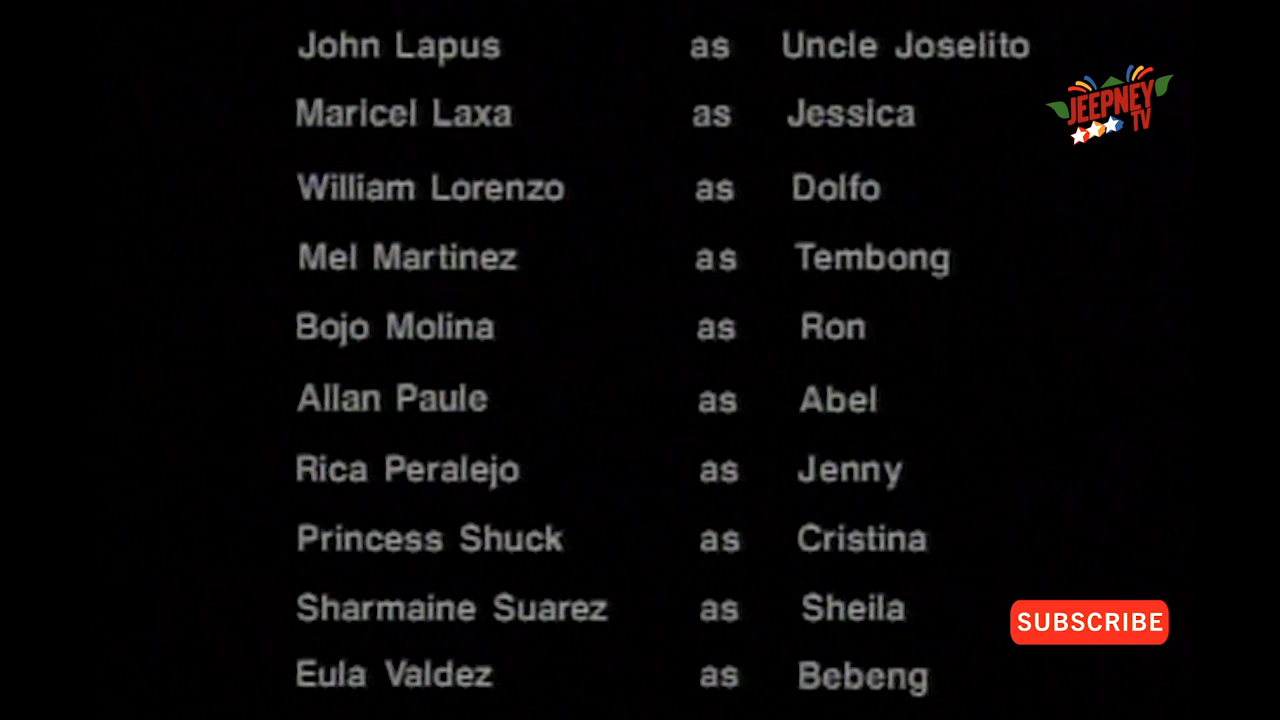 John Lapus as Uncle Joselito
Maricel Laxa as Jessica
William Lorenzo as Dolfo
Mel Martinez as Tembong
Bojo Molina as Ron
Allan Paule as Abel
Rica Peralejo as Jenny
Princess Shuck as Cristina
Sharmaine Suarez as Sheila
Eula Valdez as Bebeng
JEEPNEY
TV
SUBSCRIBE